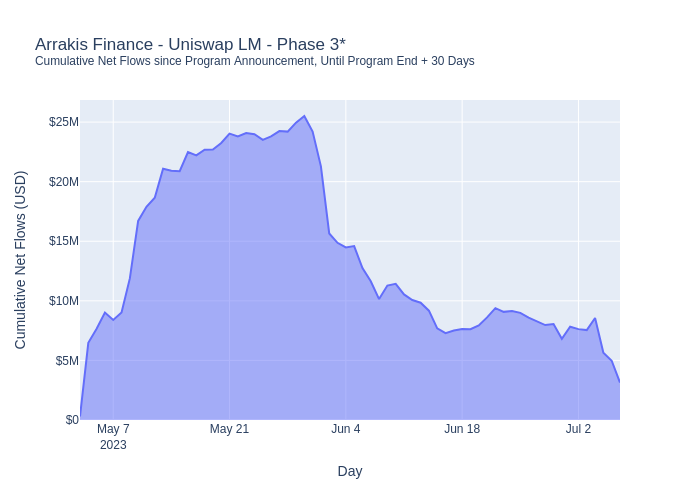 Arrakis Finance - Uniswap LM - Phase 3*
Cumulative Net Flows since Program Announcement, Until Program End + 30 Days
Cumulative Net Flows (USD)
$25M
$20M
$15M
$10M
$5M
$0
May 7
2023
May 21
Jun 4
Jun 18
Jul 2
Day